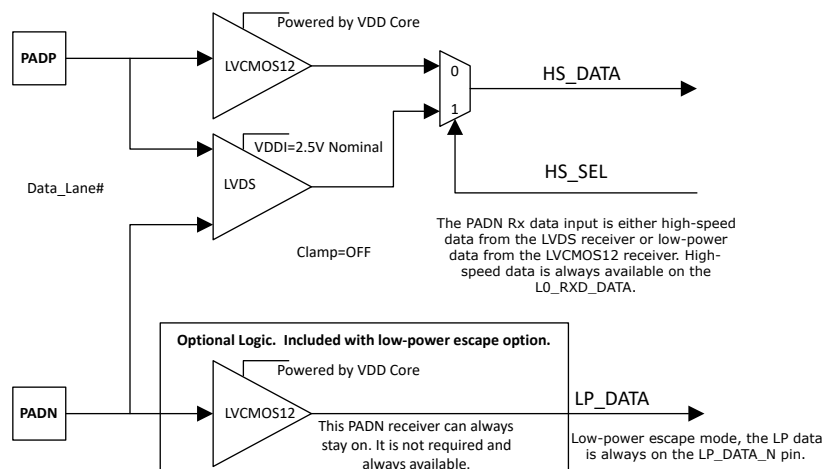 Powered by VDD Core
PADP
LVCMOS12
0
HS_DATA
1
VDDI=2.5V Nominal
HS_SEL
Data_Lane#
LVDS
The PADN Rx data input is either high-speed
data from the LVDS receiver or low-power
data from the LVCMOS12 receiver. High-
speed data is always available on the
L0_RXD_DATA.
Clamp=OFF
Optional Logic.  Included with low-power escape option.
Powered by VDD Core
PADN
LVCMOS12
LP_DATA
This PADN receiver can always
stay on. It is not required and
always available.
Low-power escape mode, the LP data
is always on the LP_DATA_N pin.